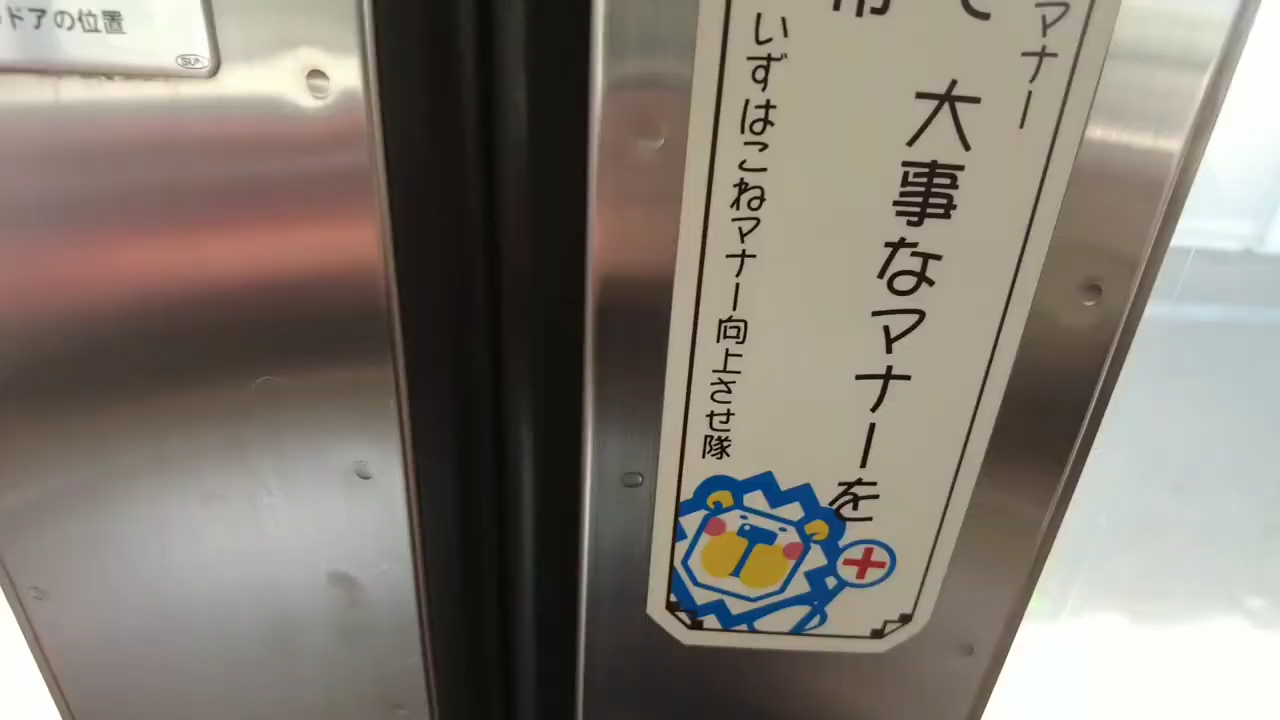 ドアの位置
マナー
て 大事なマナーを
いずはこねマナー向上させ隊